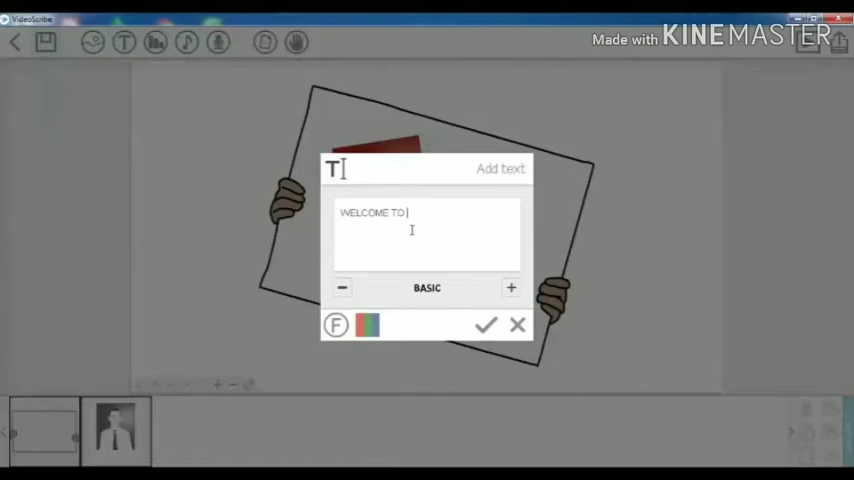 VideoScribe
Made with KINEMASTER
T
T
Add text
WELCOME TO
BASIC
F